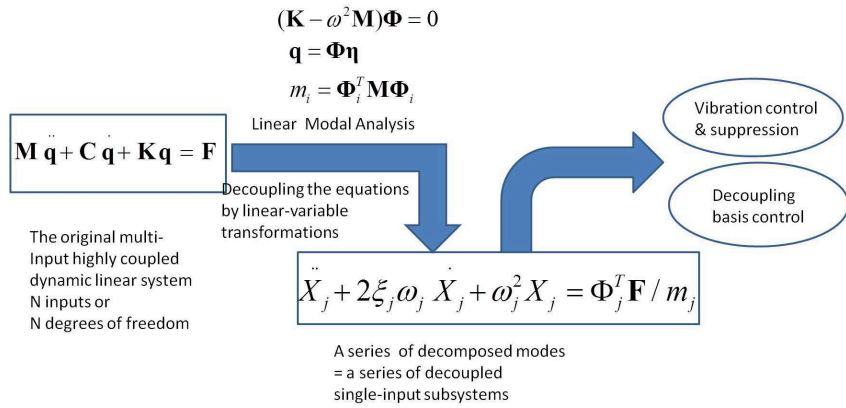 (K − ω²M)Φ = 0
q = Φη
mᵢ = Φᵢᵀ M Φᵢ
Linear Modal Analysis
M q̈ + C q̇ + K q = F
Decoupling the equations
by linear-variable
transformations
Vibration control
& suppression
Decoupling
basis control
The original multi-
Input highly coupled
dynamic linear system
N inputs or
N degrees of freedom
Ẍⱼ + 2ξⱼωⱼ Ẋⱼ + ωⱼ²Xⱼ = Φⱼᵀ F / mⱼ
A series of decomposed modes
= a series of decoupled
single-input subsystems